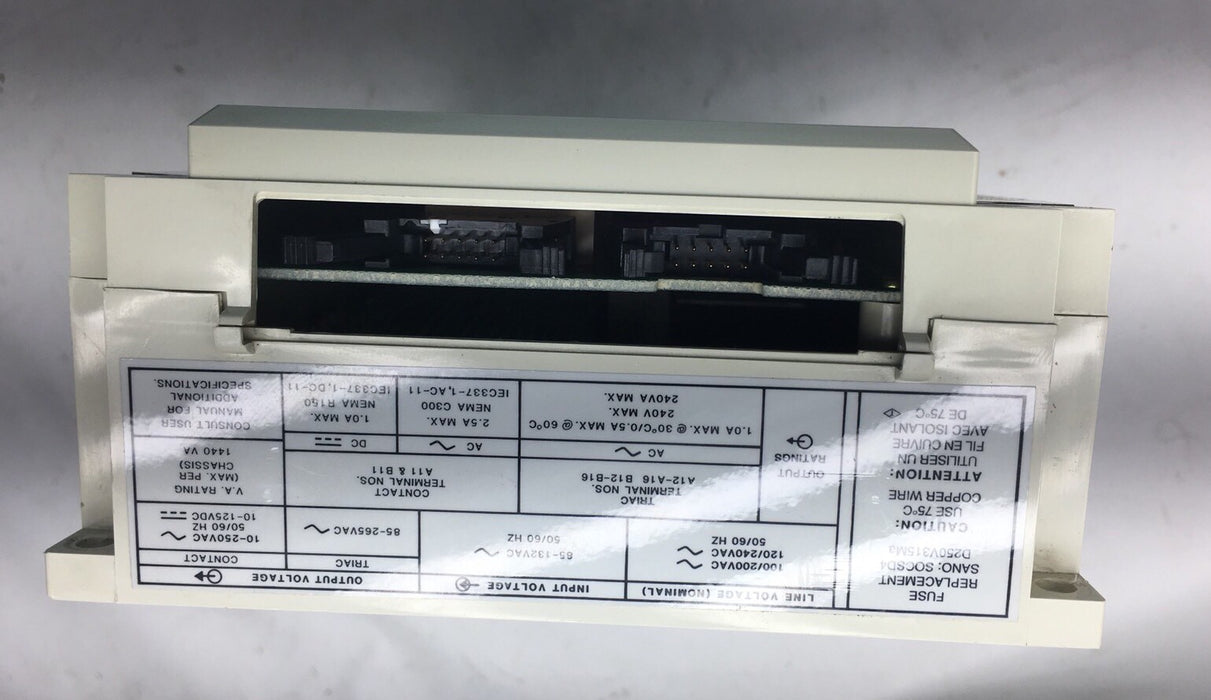 FUSE
REPLACEMENT
SANO: SOCSD4
D250V315MA
CAUTION:
USE 75°C
COPPER WIRE
ATTENTION:
UTILISER UN
FIL EN CUIVRE
AVEC ISOLANT
DE 75°C
LINE VOLTAGE (NOMINAL)
100/200VAC
120/240VAC
50/60 HZ
INPUT VOLTAGE
85-132VAC
50/60 HZ
OUTPUT VOLTAGE
TRIAC
85-265VAC
CONTACT
10-250VAC
50/60 HZ
10-125VDC
OUTPUT
RATINGS
TRIAC
TERMINAL NOS.
A12-A16 B12-B16
AC
1.0A MAX. @ 30°C/0.5A MAX. @ 60°C
240V MAX.
240VA MAX.
CONTACT
TERMINAL NOS.
A11 & B11
AC
2.5A MAX.
NEMA C300
IEC337-1,AC-11
DC
1.0A MAX.
NEMA R150
IEC337-1,DC-11
V.A. RATING
(MAX. PER
CHASSIS)
1440 VA
CONSULT USER
MANUAL FOR
ADDITIONAL
SPECIFICATIONS.